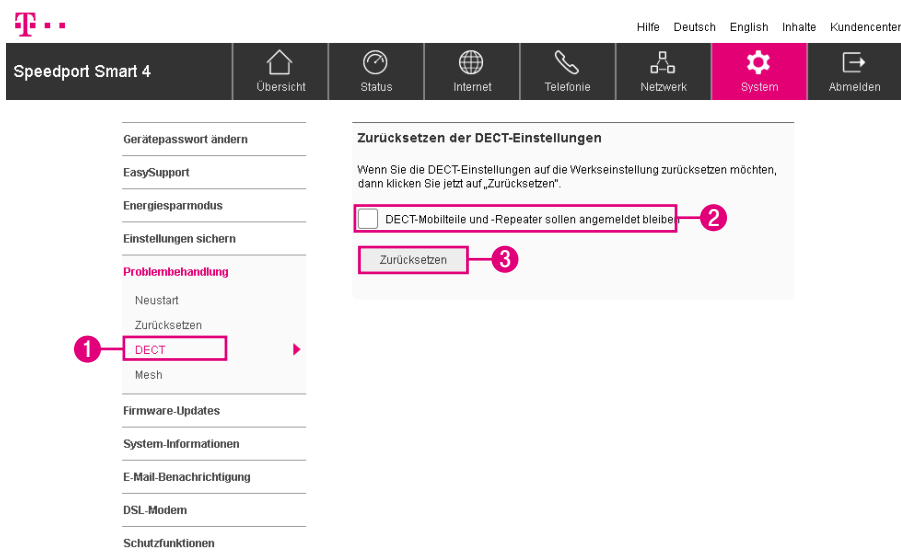 T
Hilfe Deutsch English Inhalte Kundencenter
Speedport Smart 4
Übersicht Status Internet Telefonie Netzwerk System Abmelden
Gerätepasswort ändern
EasySupport
Energiesparmodus
Einstellungen sichern
Problembehandlung
Neustart
Zurücksetzen
1 DECT
Mesh
Firmware-Updates
System-Informationen
E-Mail-Benachrichtigung
DSL-Modem
Schutzfunktionen
Zurücksetzen der DECT-Einstellungen
Wenn Sie die DECT-Einstellungen auf die Werkseinstellung zurücksetzen möchten,
dann klicken Sie jetzt auf „Zurücksetzen".
DECT-Mobilteile und -Repeater sollen angemeldet bleiben 2
Zurücksetzen 3